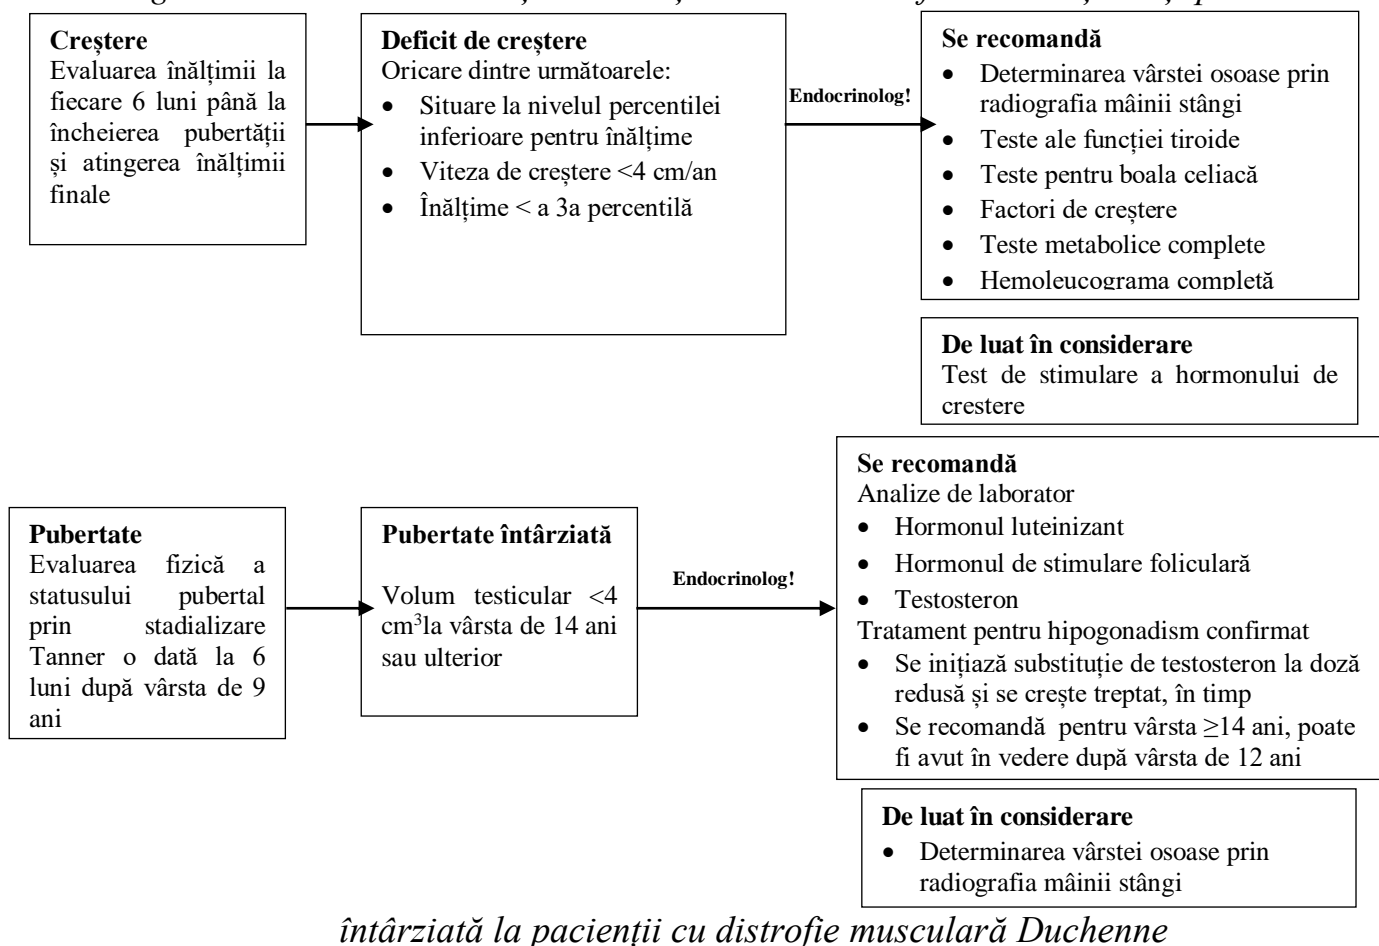 Creștere
Evaluarea înălțimii la
fiecare 6 luni până la
încheierea pubertății
și atingerea înălțimii
finale
Deficit de creștere
Oricare dintre următoarele:
• Situare la nivelul percentilei
inferioare pentru înălțime
• Viteza de creștere <4 cm/an
• Înălțime < a 3a percentilă
Endocrinolog!
Se recomandă
• Determinarea vârstei osoase prin
radiografia mâinii stângi
• Teste ale funcției tiroide
• Teste pentru boala celiacă
• Factori de creștere
• Teste metabolice complete
• Hemoleucograma completă
De luat în considerare
Test de stimulare a hormonului de
crestere
Pubertate
Evaluarea fizică a
statusului pubertal
prin stadializare
Tanner o dată la 6
luni după vârsta de 9
ani
Pubertate întârziată
Volum testicular <4
cm³la vârsta de 14 ani
sau ulterior
Endocrinolog!
Se recomandă
Analize de laborator
• Hormonul luteinizant
• Hormonul de stimulare foliculară
• Testosteron
Tratament pentru hipogonadism confirmat
• Se inițiază substituție de testosteron la doză
redusă și se crește treptat, în timp
• Se recomandă pentru vârsta ≥14 ani, poate
fi avut în vedere după vârsta de 12 ani
De luat în considerare
• Determinarea vârstei osoase prin
radiografia mâinii stângi
întârziată la pacienții cu distrofie musculară Duchenne